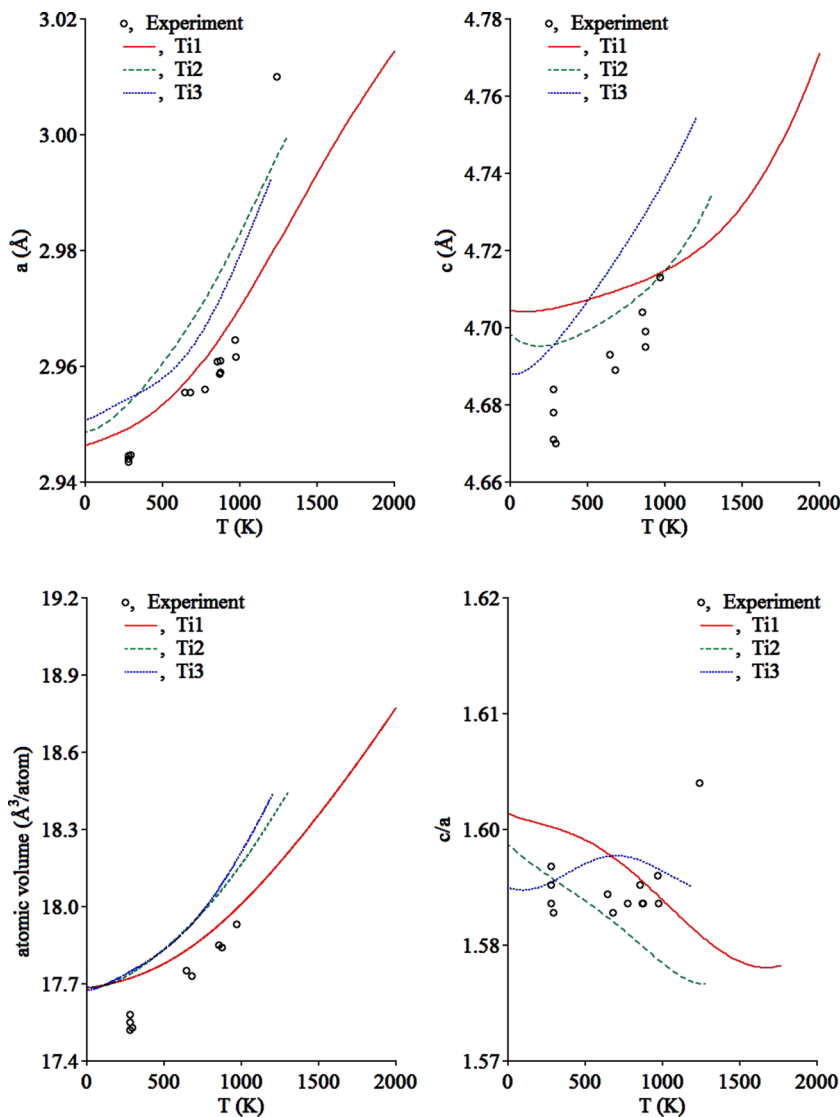 a (Å)
3.02
3.00
2.98
2.96
2.94
, Experiment
, Ti1
, Ti2
, Ti3
0 500 1000 1500 2000
T (K)
c (Å)
4.78
4.76
4.74
4.72
4.70
4.68
4.66
, Experiment
, Ti1
, Ti2
, Ti3
0 500 1000 1500 2000
T (K)
atomic volume (Å³/atom)
19.2
18.9
18.6
18.3
18.0
17.7
17.4
, Experiment
, Ti1
, Ti2
, Ti3
0 500 1000 1500 2000
T (K)
c/a
1.62
1.61
1.60
1.58
1.57
, Experiment
, Ti1
, Ti2
, Ti3
0 500 1000 1500 2000
T (K)